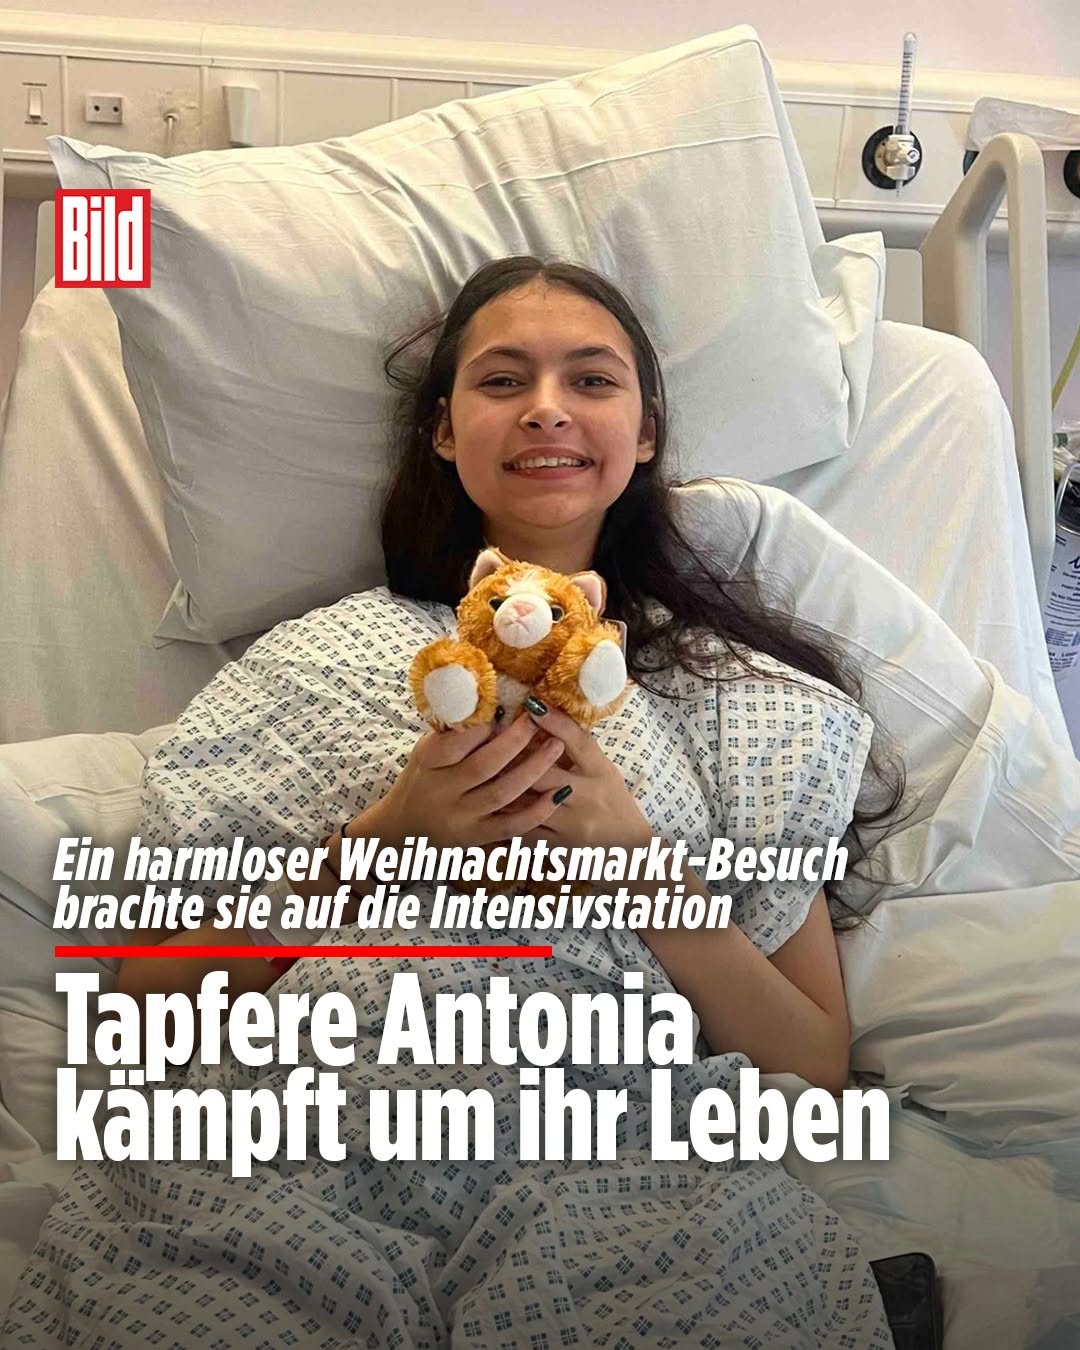 Bild
Ein harmloser Weihnachtsmarkt-Besuch
brachte sie auf die Intensivstation
Tapfere Antonia
kämpft um ihr Leben